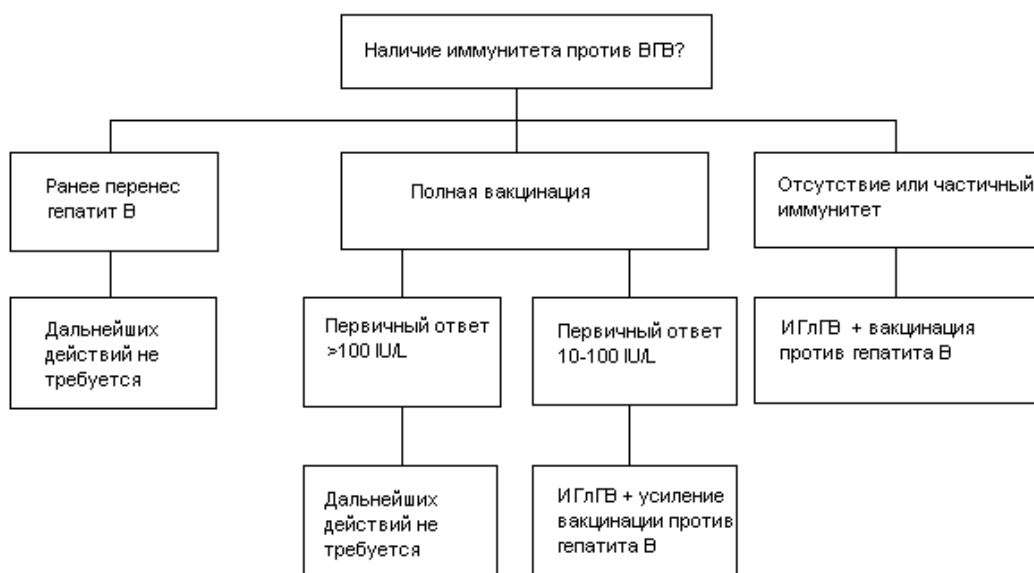 Наличие иммунитета против ВГВ?
Ранее перенес
гепатит В
Полная вакцинация
Отсутствие или частичный
иммунитет
Дальнейших
действий не
требуется
Первичный ответ
>100 IU/L
Первичный ответ
10-100 IU/L
ИГлГВ + вакцинация
против гепатита В
Дальнейших
действий не
требуется
ИГлГВ + усиление
вакцинации против
гепатита В